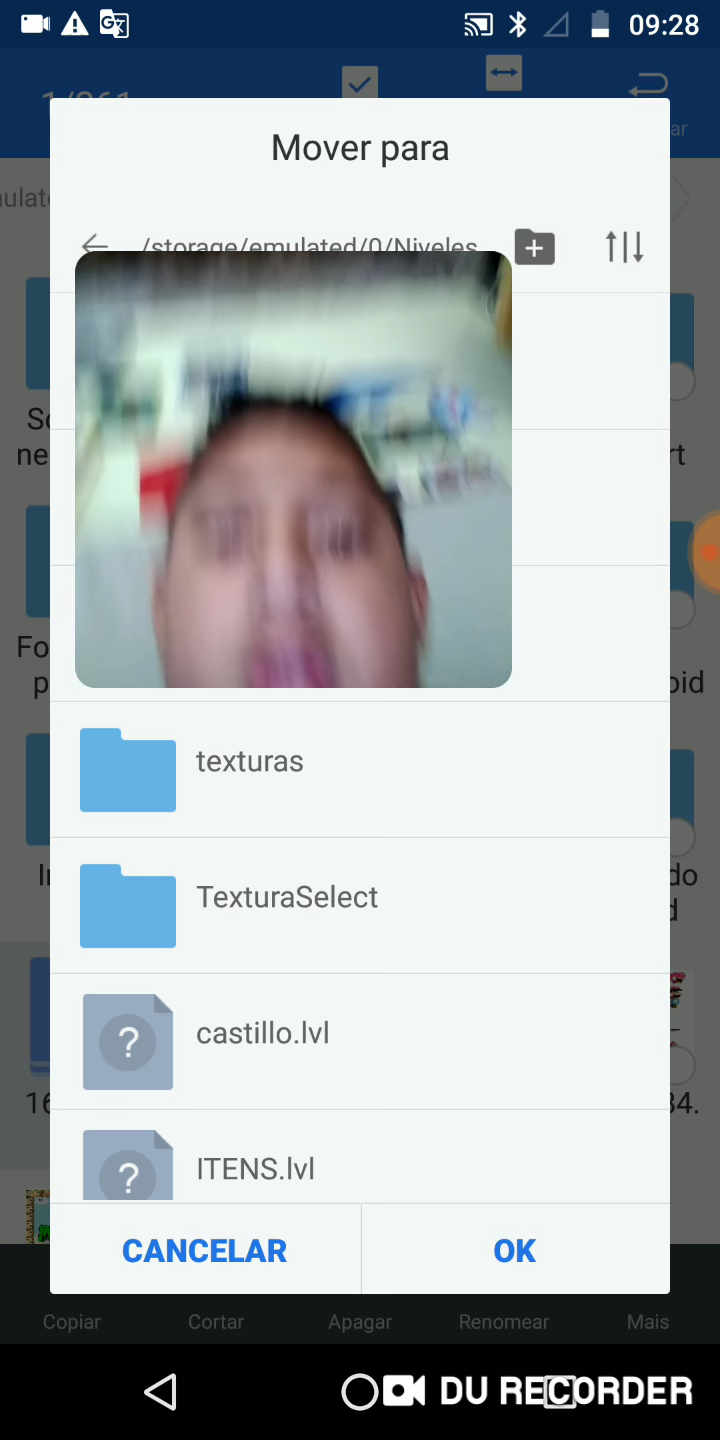 09:28
Mover para
/storage/emulated/0/Niveles
texturas
TexturaSelect
castillo.lvl
ITENS.lvl
CANCELAR
OK
Copiar
Cortar
Apagar
Renomear
Mais
DU RECORDER